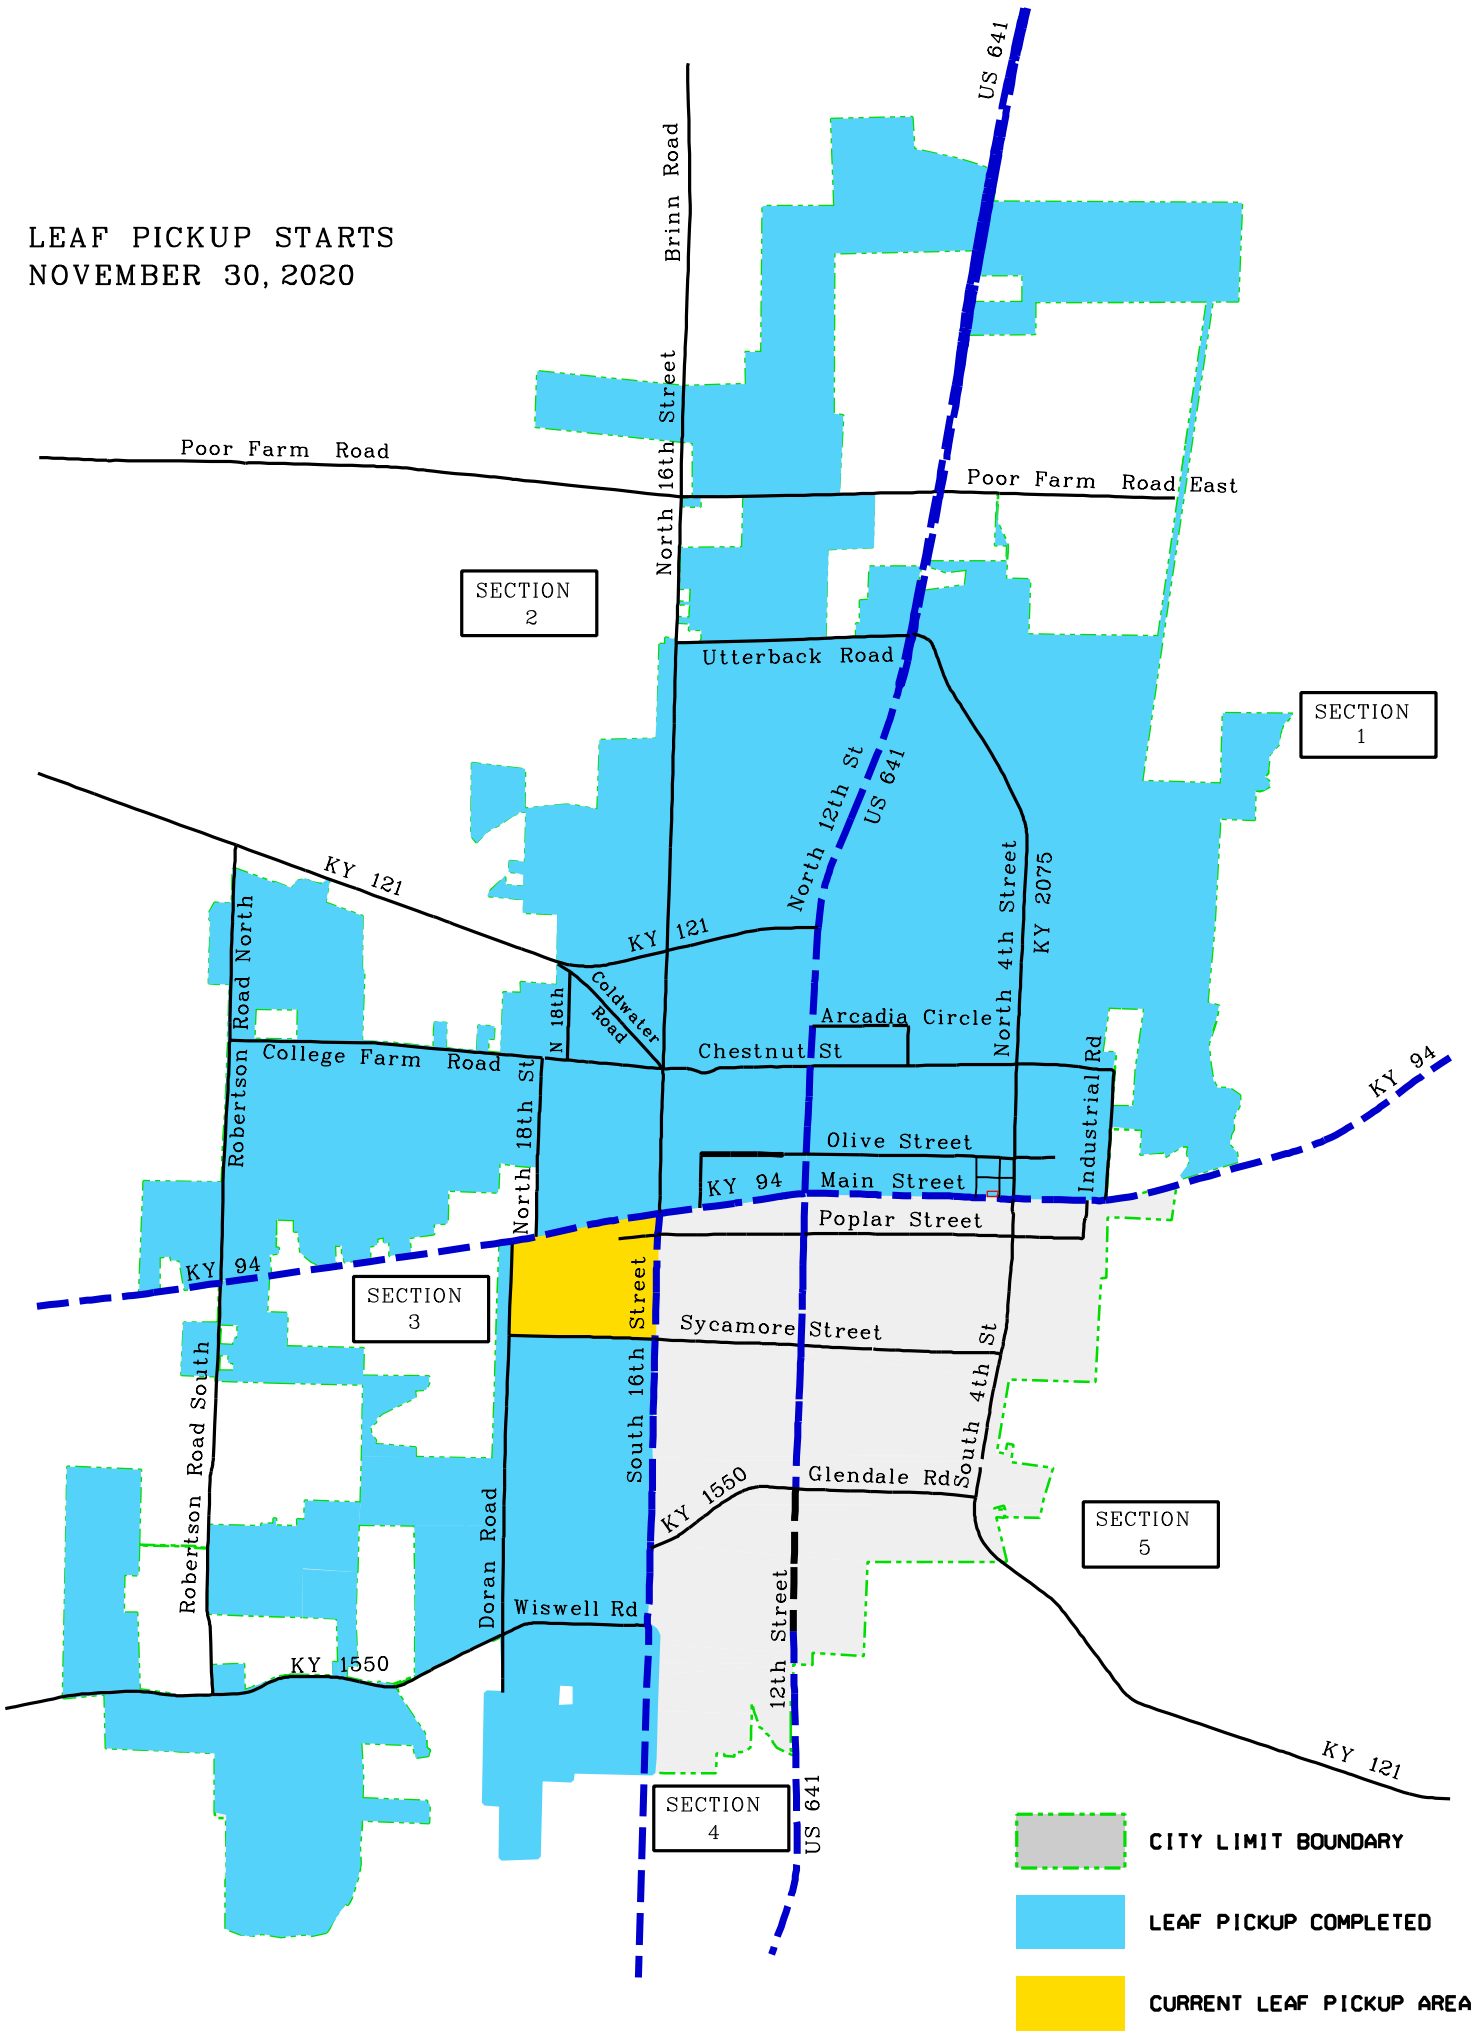 US 641
Brinn Road
LEAF PICKUP STARTS
NOVEMBER 30, 2020
North 16th Street
Poor Farm Road
Poor Farm Road East
SECTION
2
Utterback Road
SECTION
1
North 12th St
US 641
KY 121
North 4th Street
KY 2075
Robertson Road North
KY 121
Coldwater
Road
N 18th
Arcadia Circle
College Farm Road
Chestnut St
KY 94
Industrial Rd
North 18th St
Olive Street
KY 94
Main Street
Poplar Street
KY 94
SECTION
3
South 16th Street
Sycamore Street
South 4th St
Robertson Road South
Doran Road
KY 1550
Glendale Rd
SECTION
5
12th Street
Wiswell Rd
KY 1550
KY 121
SECTION
4
US 641
CITY LIMIT BOUNDARY
LEAF PICKUP COMPLETED
CURRENT LEAF PICKUP AREA